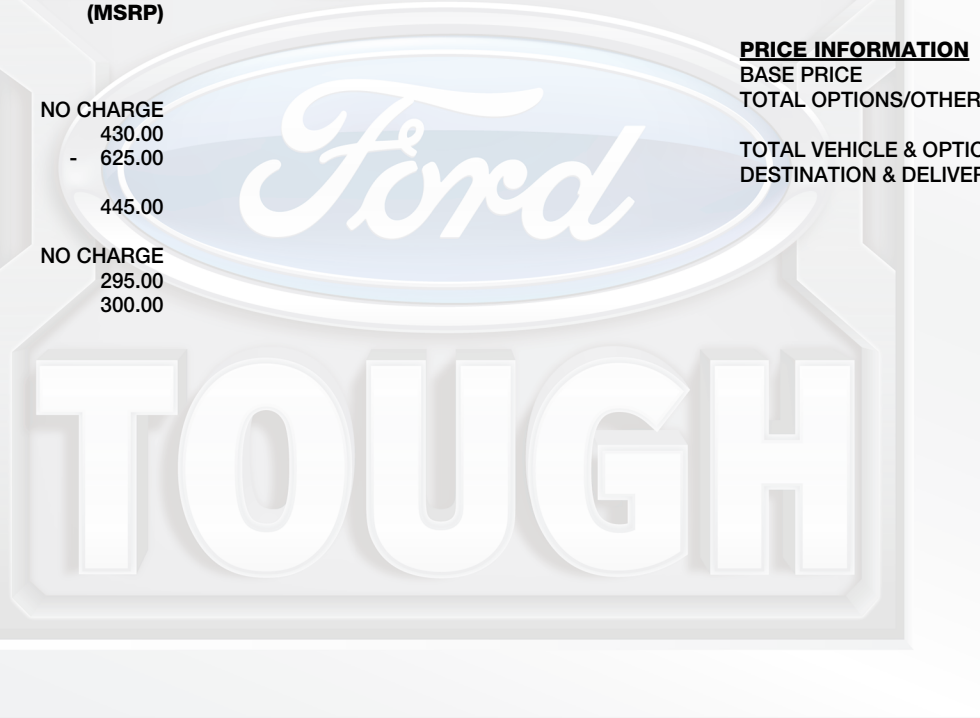 (MSRP)
NO CHARGE
430.00
- 625.00
445.00
NO CHARGE
295.00
300.00
PRICE INFORMATION
BASE PRICE
TOTAL OPTIONS/OTHER
TOTAL VEHICLE & OPTIO
DESTINATION & DELIVER
Ford
TOUGH